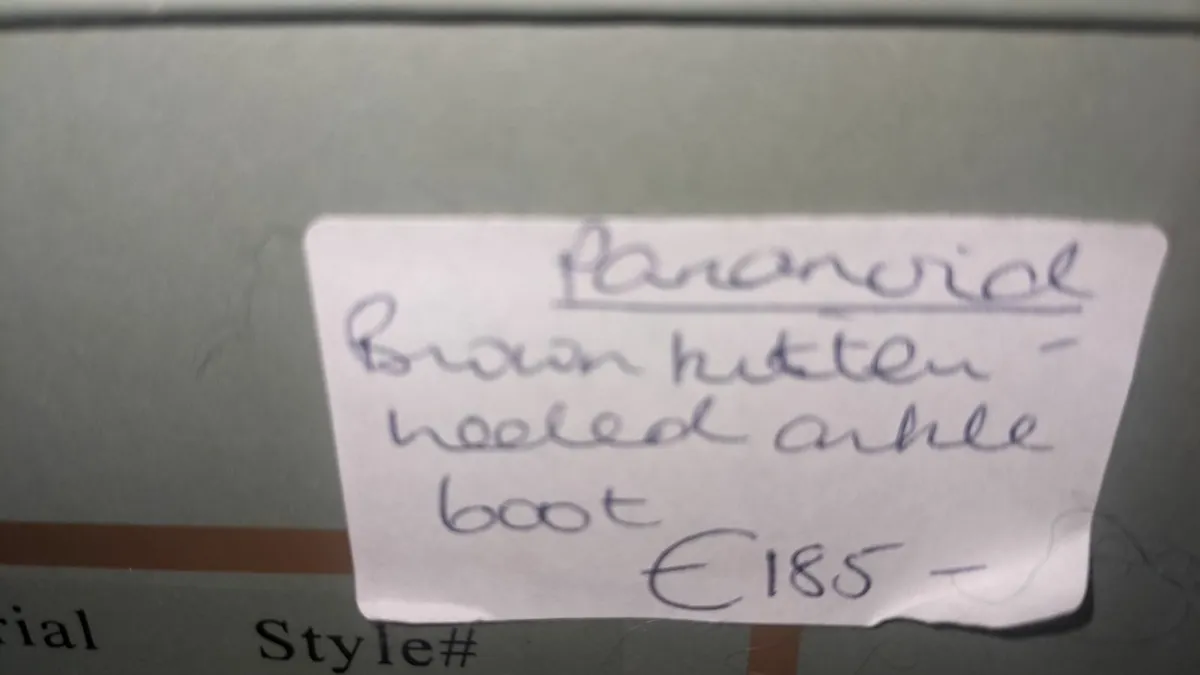 Paranoid
Brown kitten -
heeled ankle
boot
€185 -
rial Style#